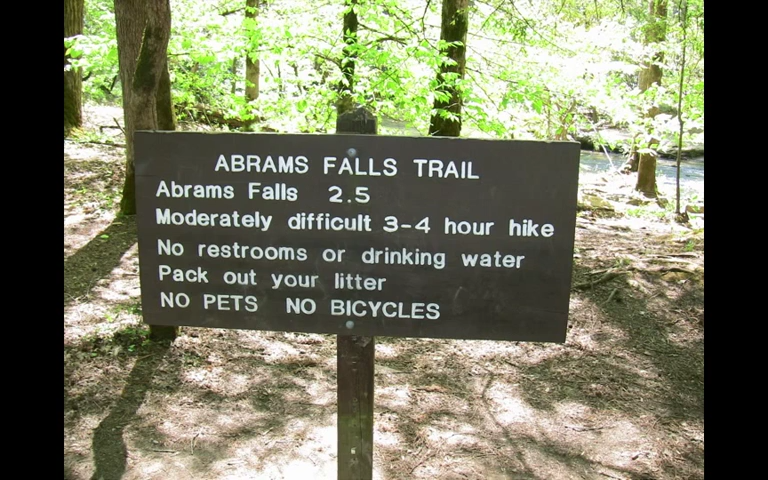 ABRAMS FALLS TRAIL
Abrams Falls 2.5
Moderately difficult 3-4 hour hike
No restrooms or drinking water
Pack out your litter
NO PETS NO BICYCLES